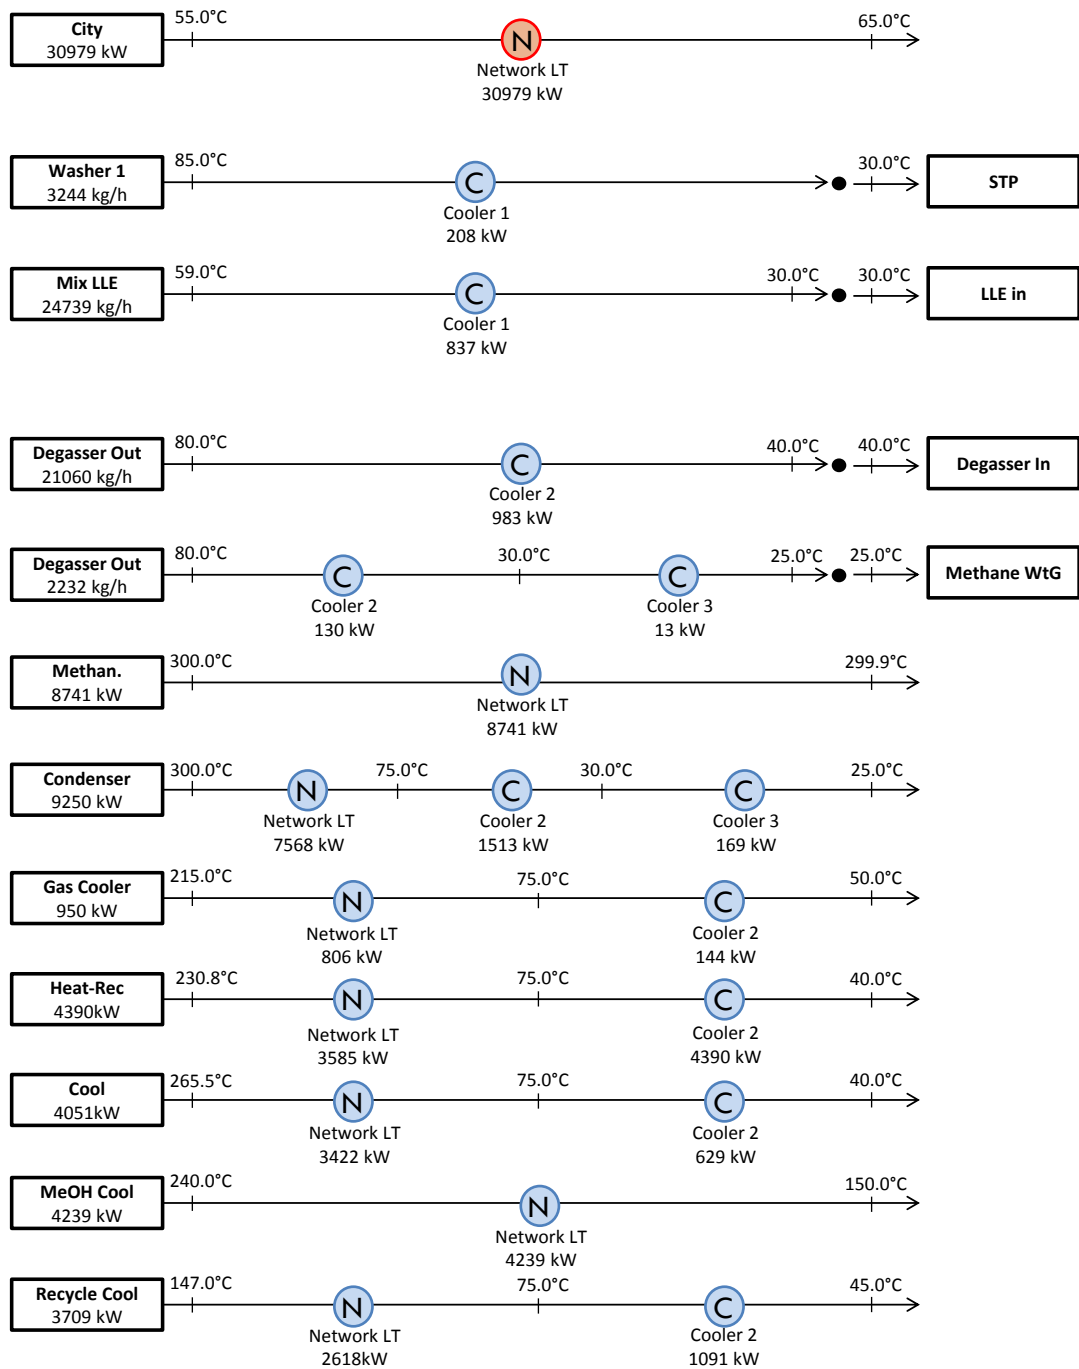 55.0°C
65.0°C
City
30979 kW
N
Network LT
30979 kW
85.0°C
30.0°C
Washer 1
3244 kg/h
C
STP
Cooler 1
208 kW
59.0°C
30.0°C
30.0°C
Mix LLE
24739 kg/h
C
LLE in
Cooler 1
837 kW
80.0°C
40.0°C
40.0°C
Degasser Out
21060 kg/h
C
Degasser In
Cooler 2
983 kW
80.0°C
30.0°C
25.0°C
25.0°C
Degasser Out
2232 kg/h
C
C
Methane WtG
Cooler 2
130 kW
Cooler 3
13 kW
300.0°C
299.9°C
Methan.
8741 kW
N
Network LT
8741 kW
300.0°C
75.0°C
30.0°C
25.0°C
Condenser
9250 kW
N
C
C
Network LT
7568 kW
Cooler 2
1513 kW
Cooler 3
169 kW
215.0°C
75.0°C
50.0°C
Gas Cooler
950 kW
N
C
Network LT
806 kW
Cooler 2
144 kW
230.8°C
75.0°C
40.0°C
Heat-Rec
4390kW
N
C
Network LT
3585 kW
Cooler 2
4390 kW
265.5°C
75.0°C
40.0°C
Cool
4051kW
N
C
Network LT
3422 kW
Cooler 2
629 kW
240.0°C
150.0°C
MeOH Cool
4239 kW
N
Network LT
4239 kW
147.0°C
75.0°C
45.0°C
Recycle Cool
3709 kW
N
C
Network LT
2618kW
Cooler 2
1091 kW